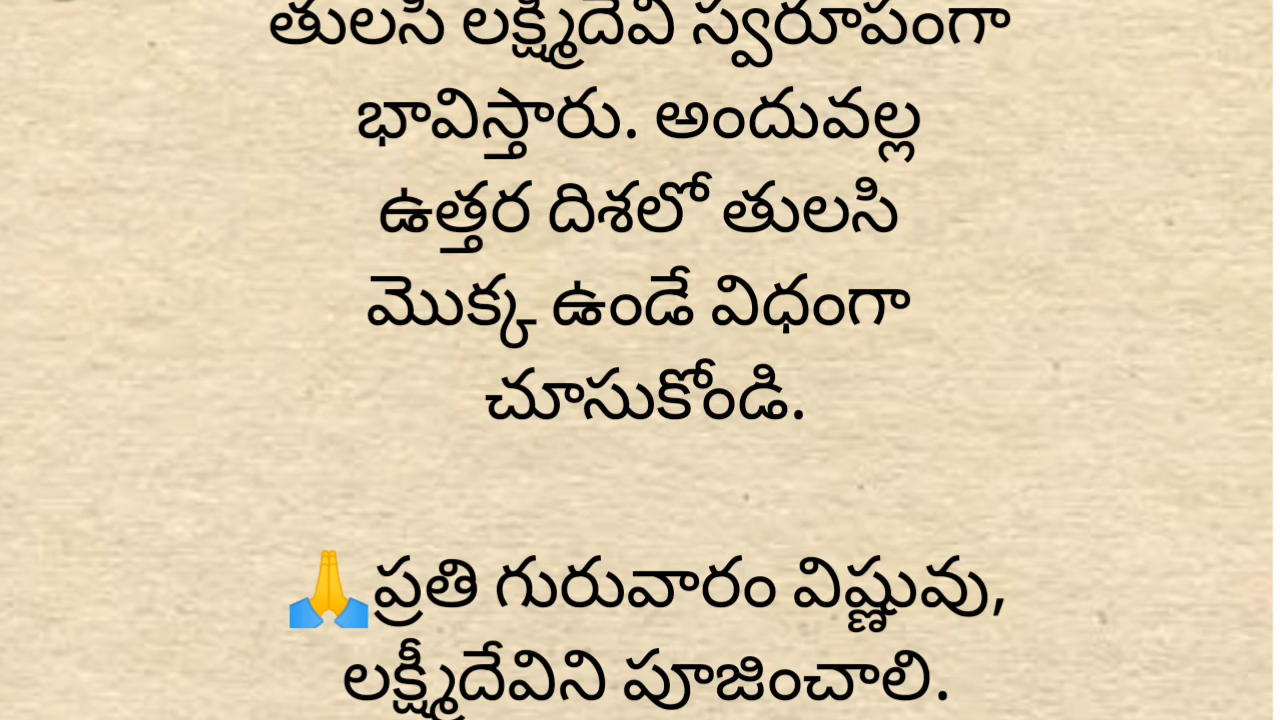 తులసి లక్ష్మీదేవి స్వరూపంగా
భావిస్తారు. అందువల్ల
ఉత్తర దిశలో తులసి
మొక్క ఉండే విధంగా
చూసుకోండి.
🙏ప్రతి గురువారం విష్ణువు,
లక్ష్మీదేవిని పూజించాలి.